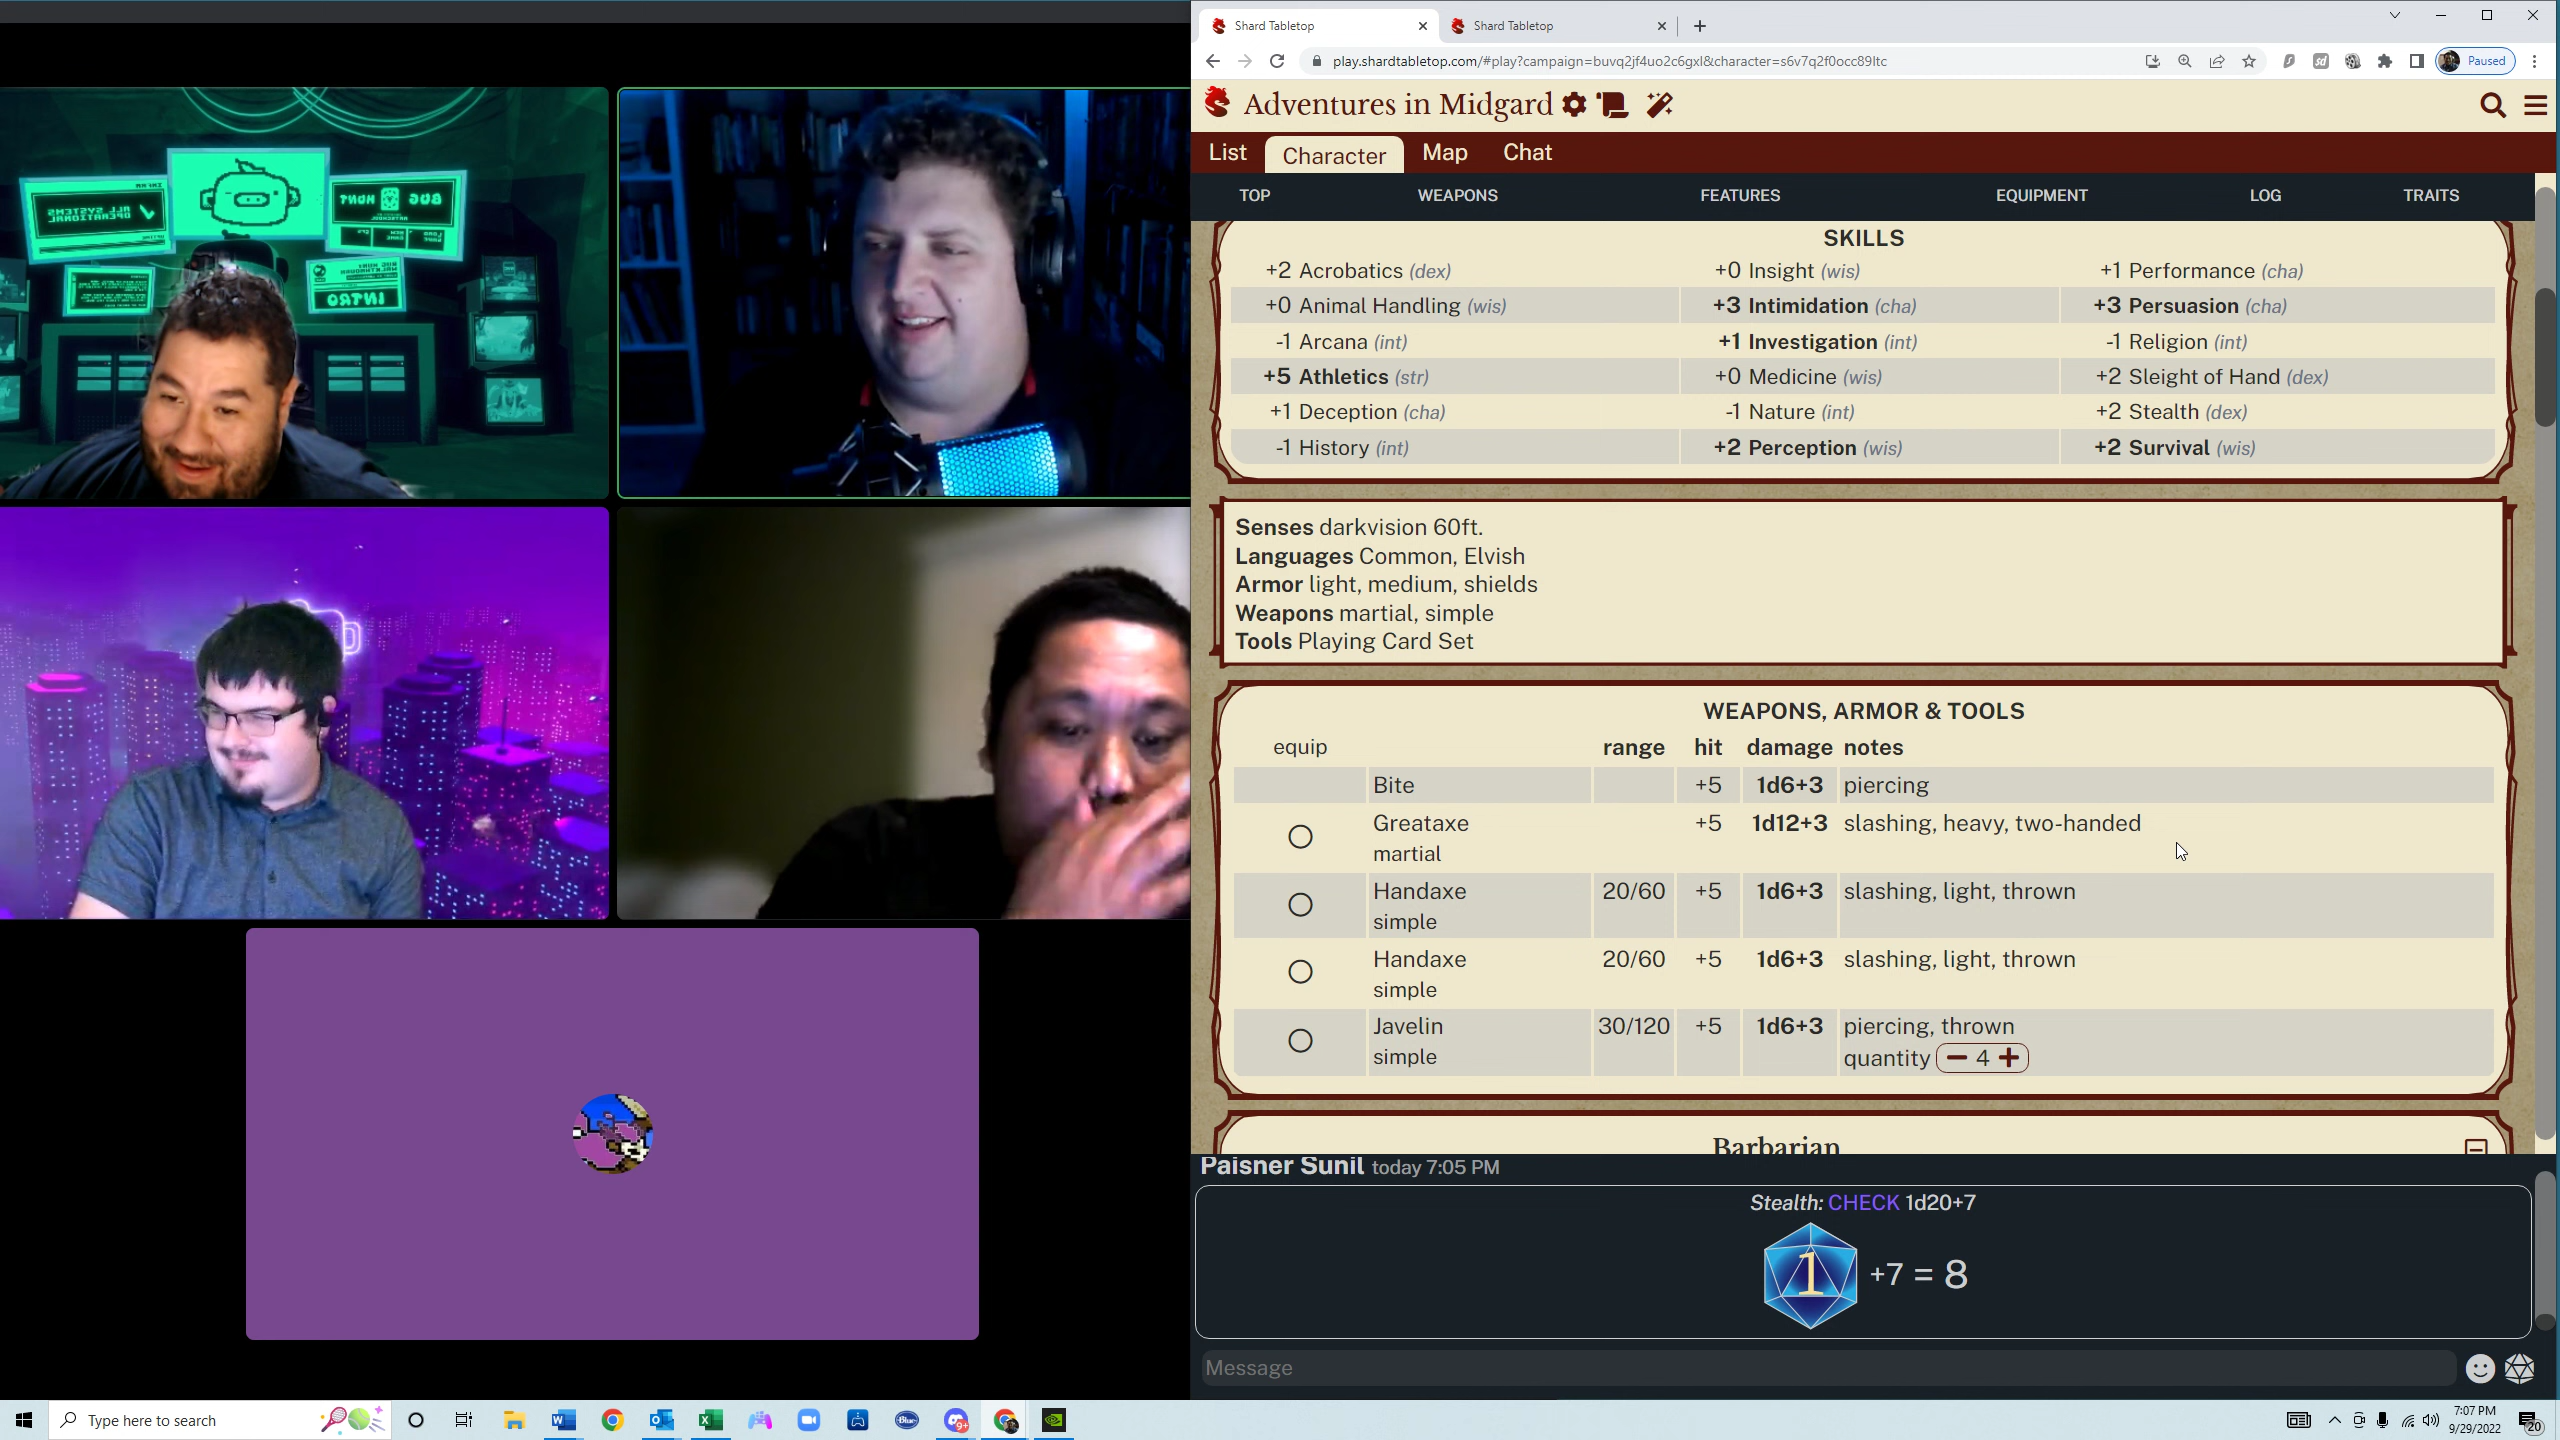 Shard Tabletop
Shard Tabletop
play.shardtabletop.com/#play?campaign=buvq2jf4uo2c6gxl&character=s6v7q2f0occ89ltc
Paused
Adventures in Midgard
List Character Map Chat
TOP WEAPONS FEATURES EQUIPMENT LOG TRAITS
SKILLS
+2 Acrobatics (dex) +0 Insight (wis) +1 Performance (cha)
+0 Animal Handling (wis) +3 Intimidation (cha) +3 Persuasion (cha)
-1 Arcana (int) +1 Investigation (int) -1 Religion (int)
+5 Athletics (str) +0 Medicine (wis) +2 Sleight of Hand (dex)
+1 Deception (cha) -1 Nature (int) +2 Stealth (dex)
-1 History (int) +2 Perception (wis) +2 Survival (wis)
Senses darkvision 60ft.
Languages Common, Elvish
Armor light, medium, shields
Weapons martial, simple
Tools Playing Card Set
WEAPONS, ARMOR & TOOLS
equip range hit damage notes
Bite +5 1d6+3 piercing
Greataxe +5 1d12+3 slashing, heavy, two-handed
martial
Handaxe 20/60 +5 1d6+3 slashing, light, thrown
simple
Handaxe 20/60 +5 1d6+3 slashing, light, thrown
simple
Javelin 30/120 +5 1d6+3 piercing, thrown
simple quantity 4
Barbarian
Paisner Sunil today 7:05 PM
Stealth: CHECK 1d20+7
1 +7 = 8
Message
ALL SYSTEMS
OPERATIONAL
BUG HUNT
INTRO
Type here to search
Blue
9+
7:07 PM
9/29/2022
20